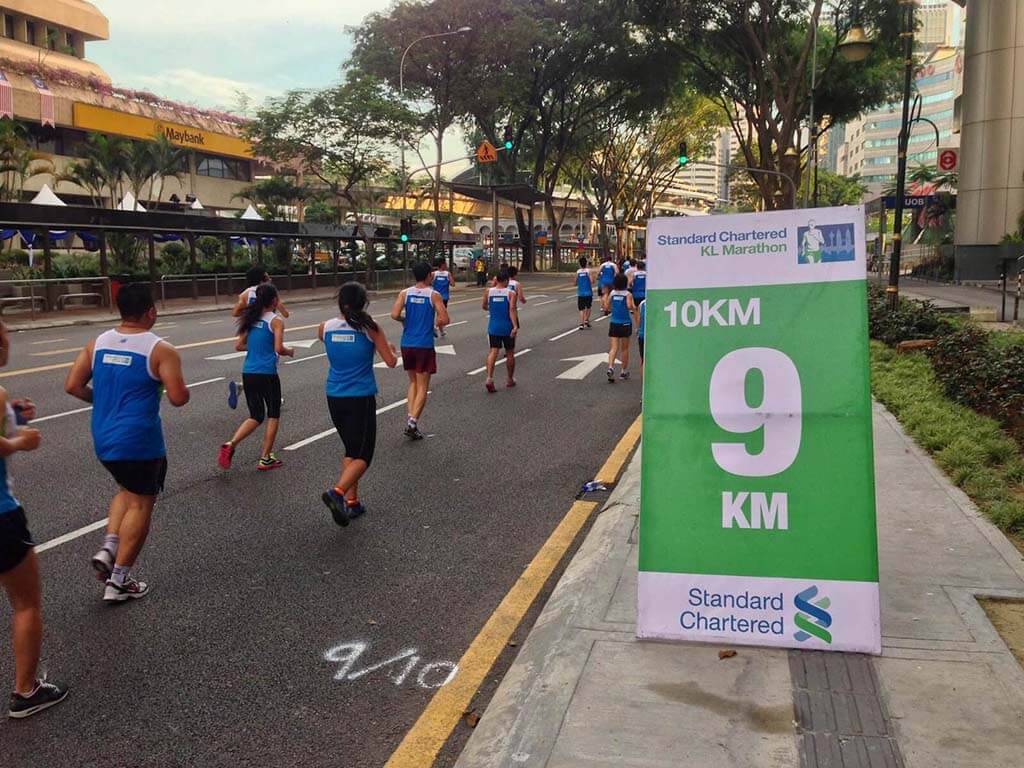 Maybank
UOB
Standard Chartered
KL Marathon
10KM
9
KM
Standard
Chartered
9/10